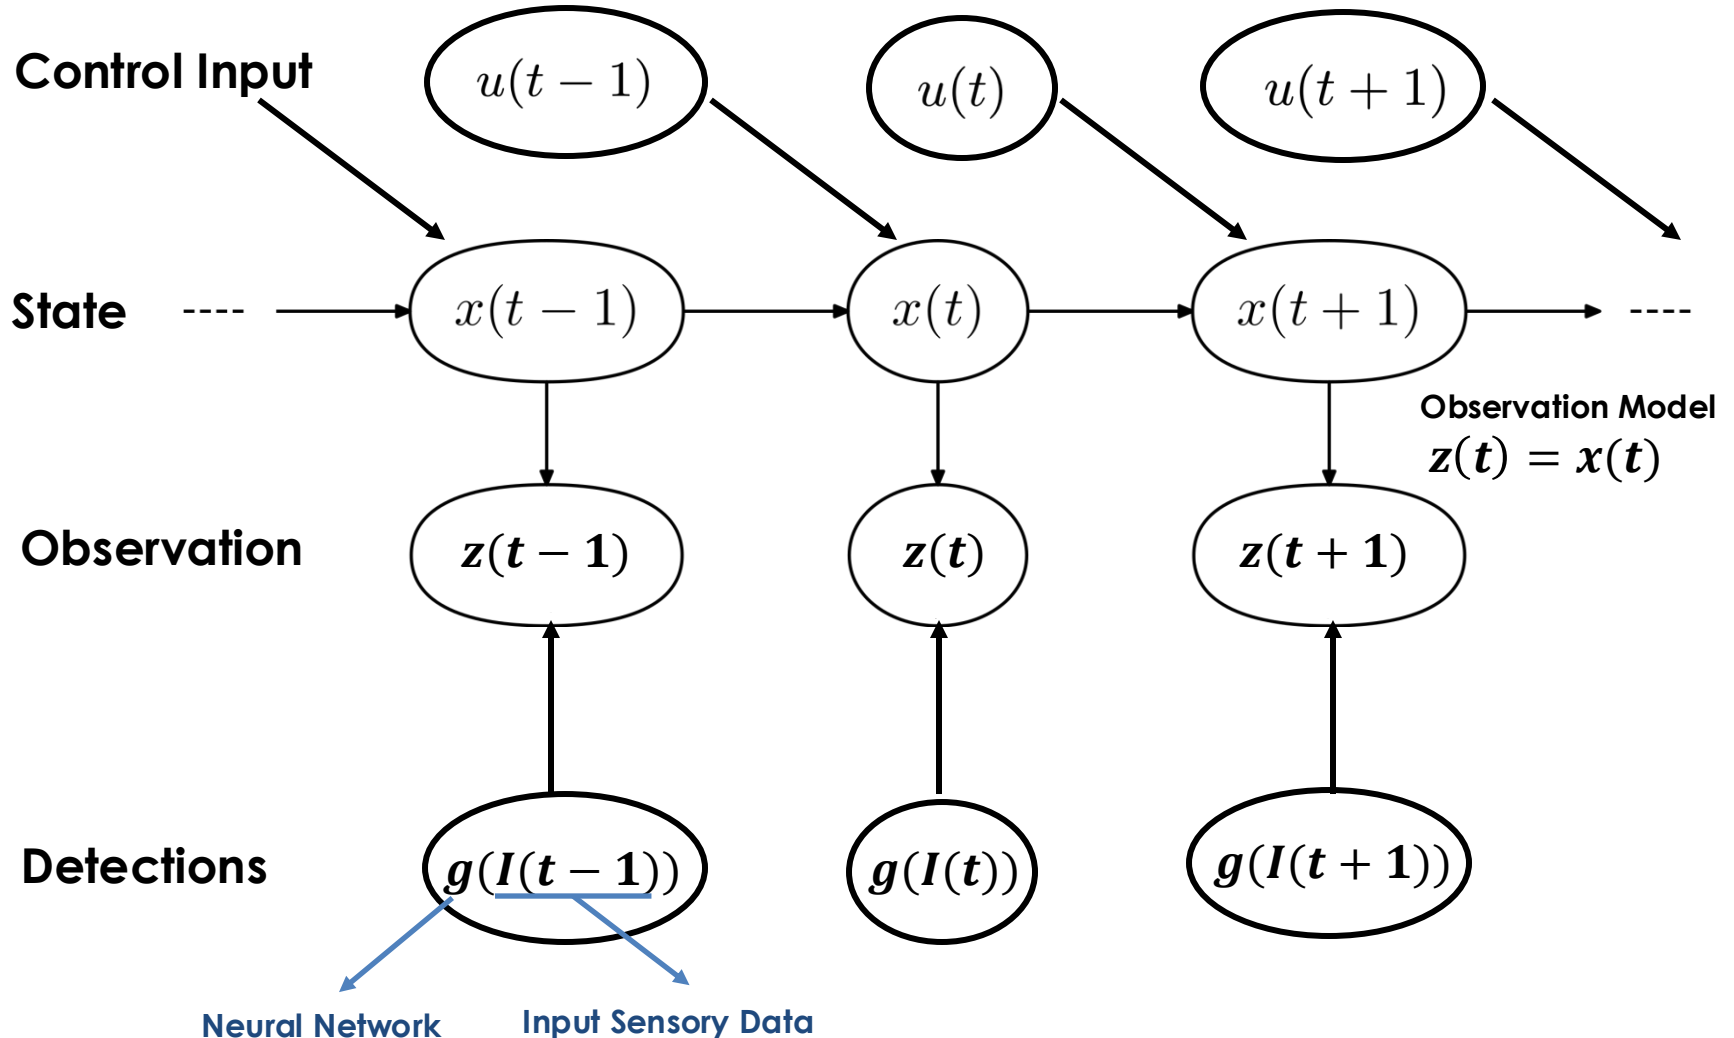 Control Input
u(t − 1)
u(t)
u(t + 1)
State
----
x(t − 1)
x(t)
x(t + 1)
----
Observation Model
z(t) = x(t)
Observation
z(t − 1)
z(t)
z(t + 1)
Detections
g(I(t − 1))
g(I(t))
g(I(t + 1))
Neural Network
Input Sensory Data